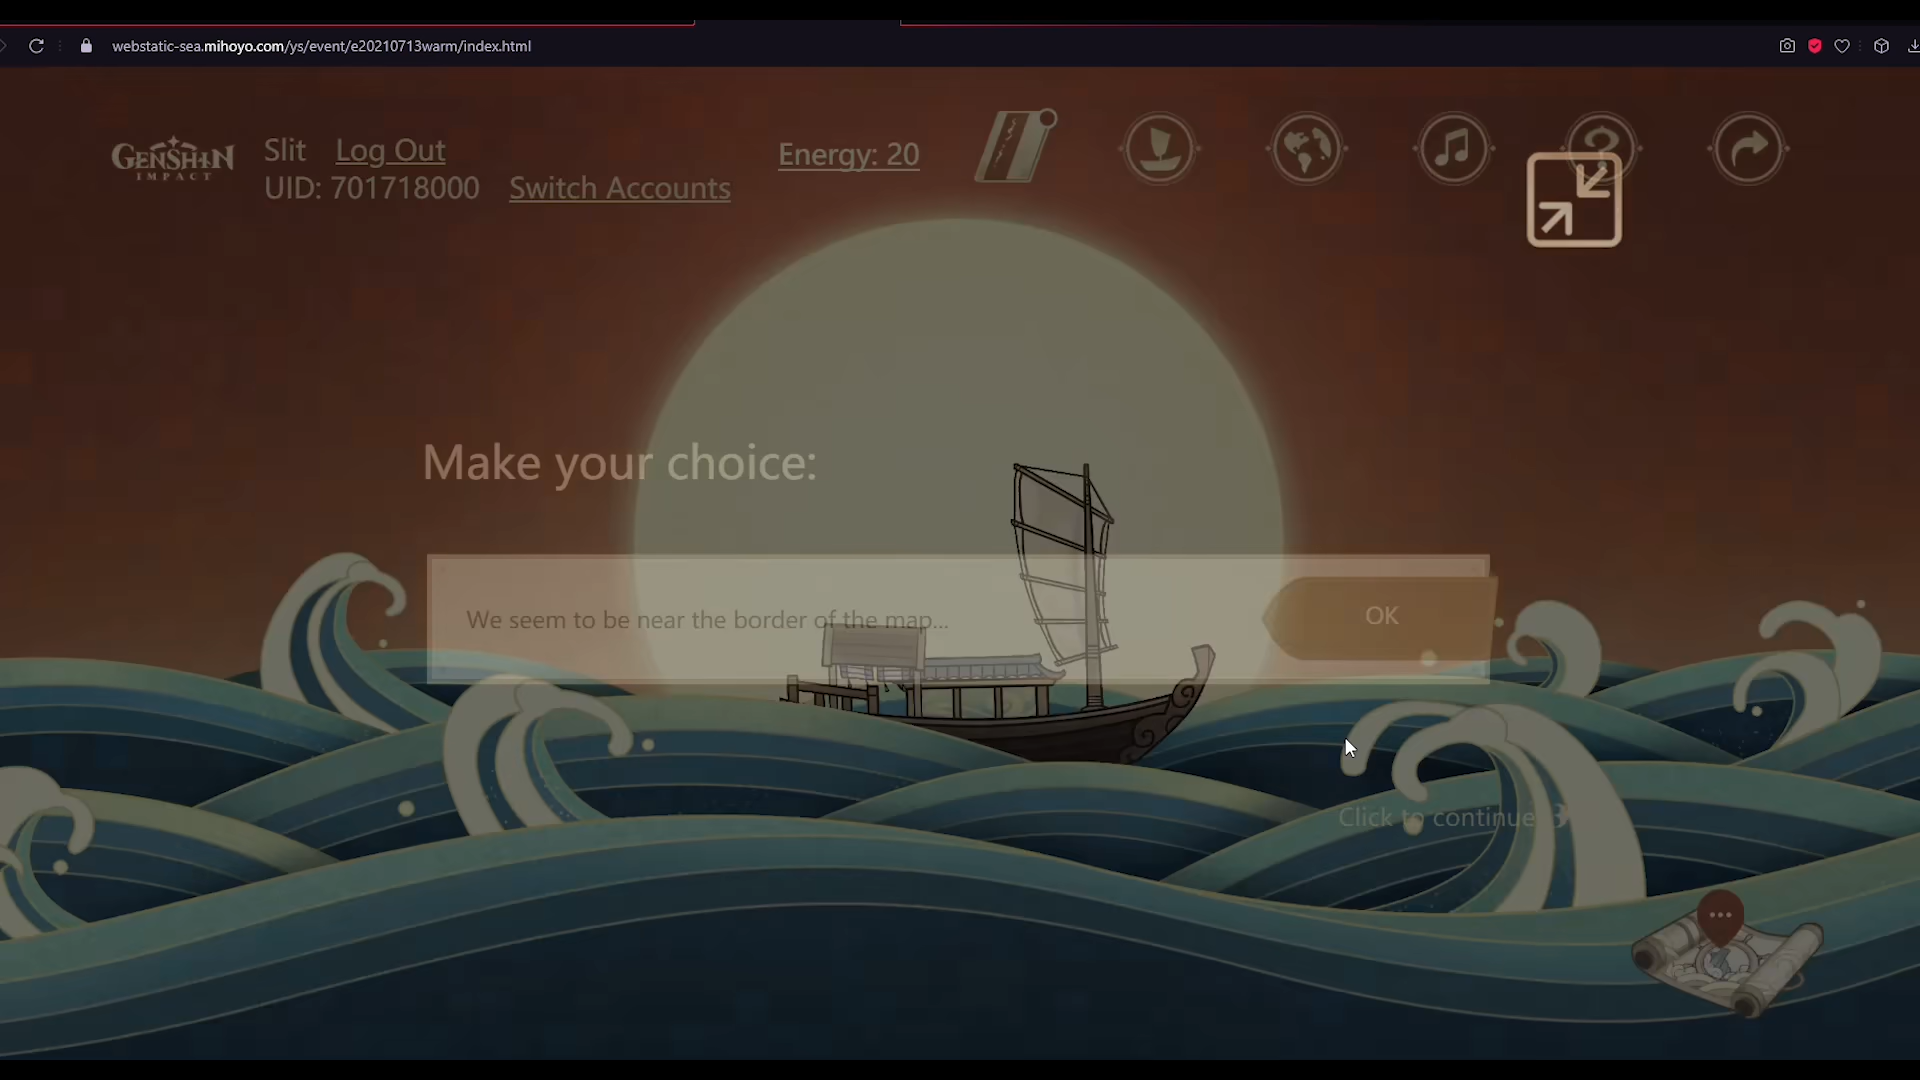 webstatic-sea.mihoyo.com/ys/event/e20210713warm/index.html
GENSHIN
IMPACT
Slit Log Out
UID: 701718000 Switch Accounts
Energy: 20
Make your choice:
We seem to be near the border of the map...
OK
Click to continue